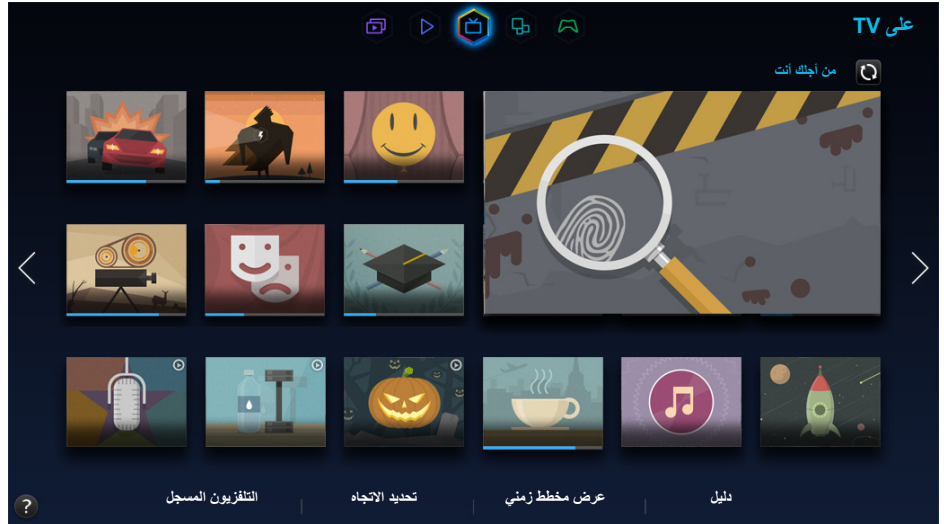 على TV
من أجلك أنت
دليل
عرض مخطط زمني
تحديد الاتجاه
التلفزيون المسجل
?